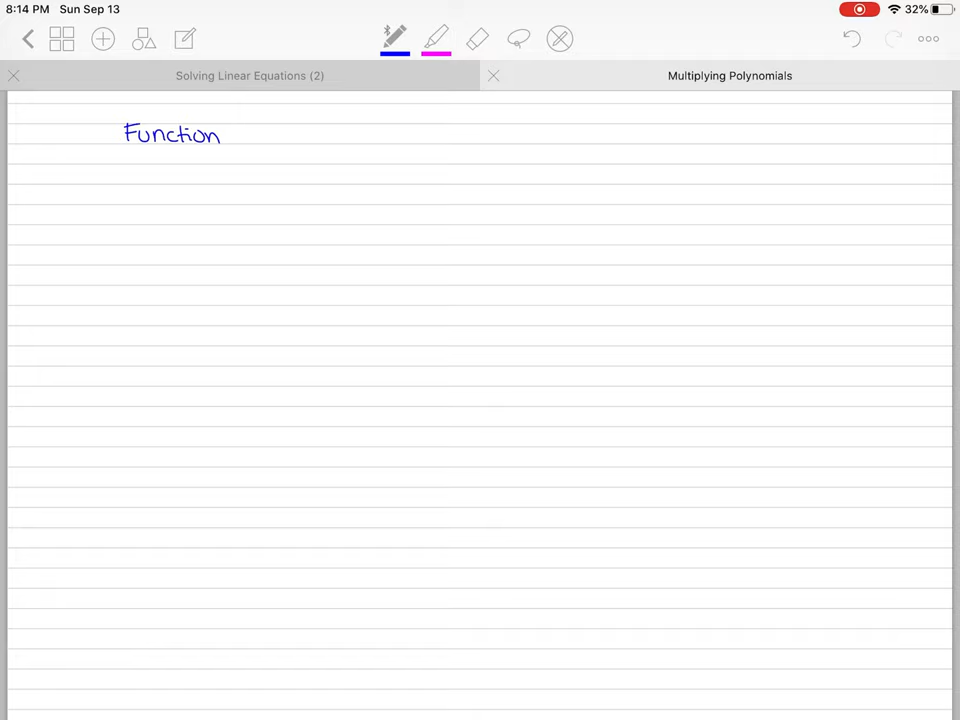 8:14 PM Sun Sep 13 32%
Solving Linear Equations (2) Multiplying Polynomials
Function